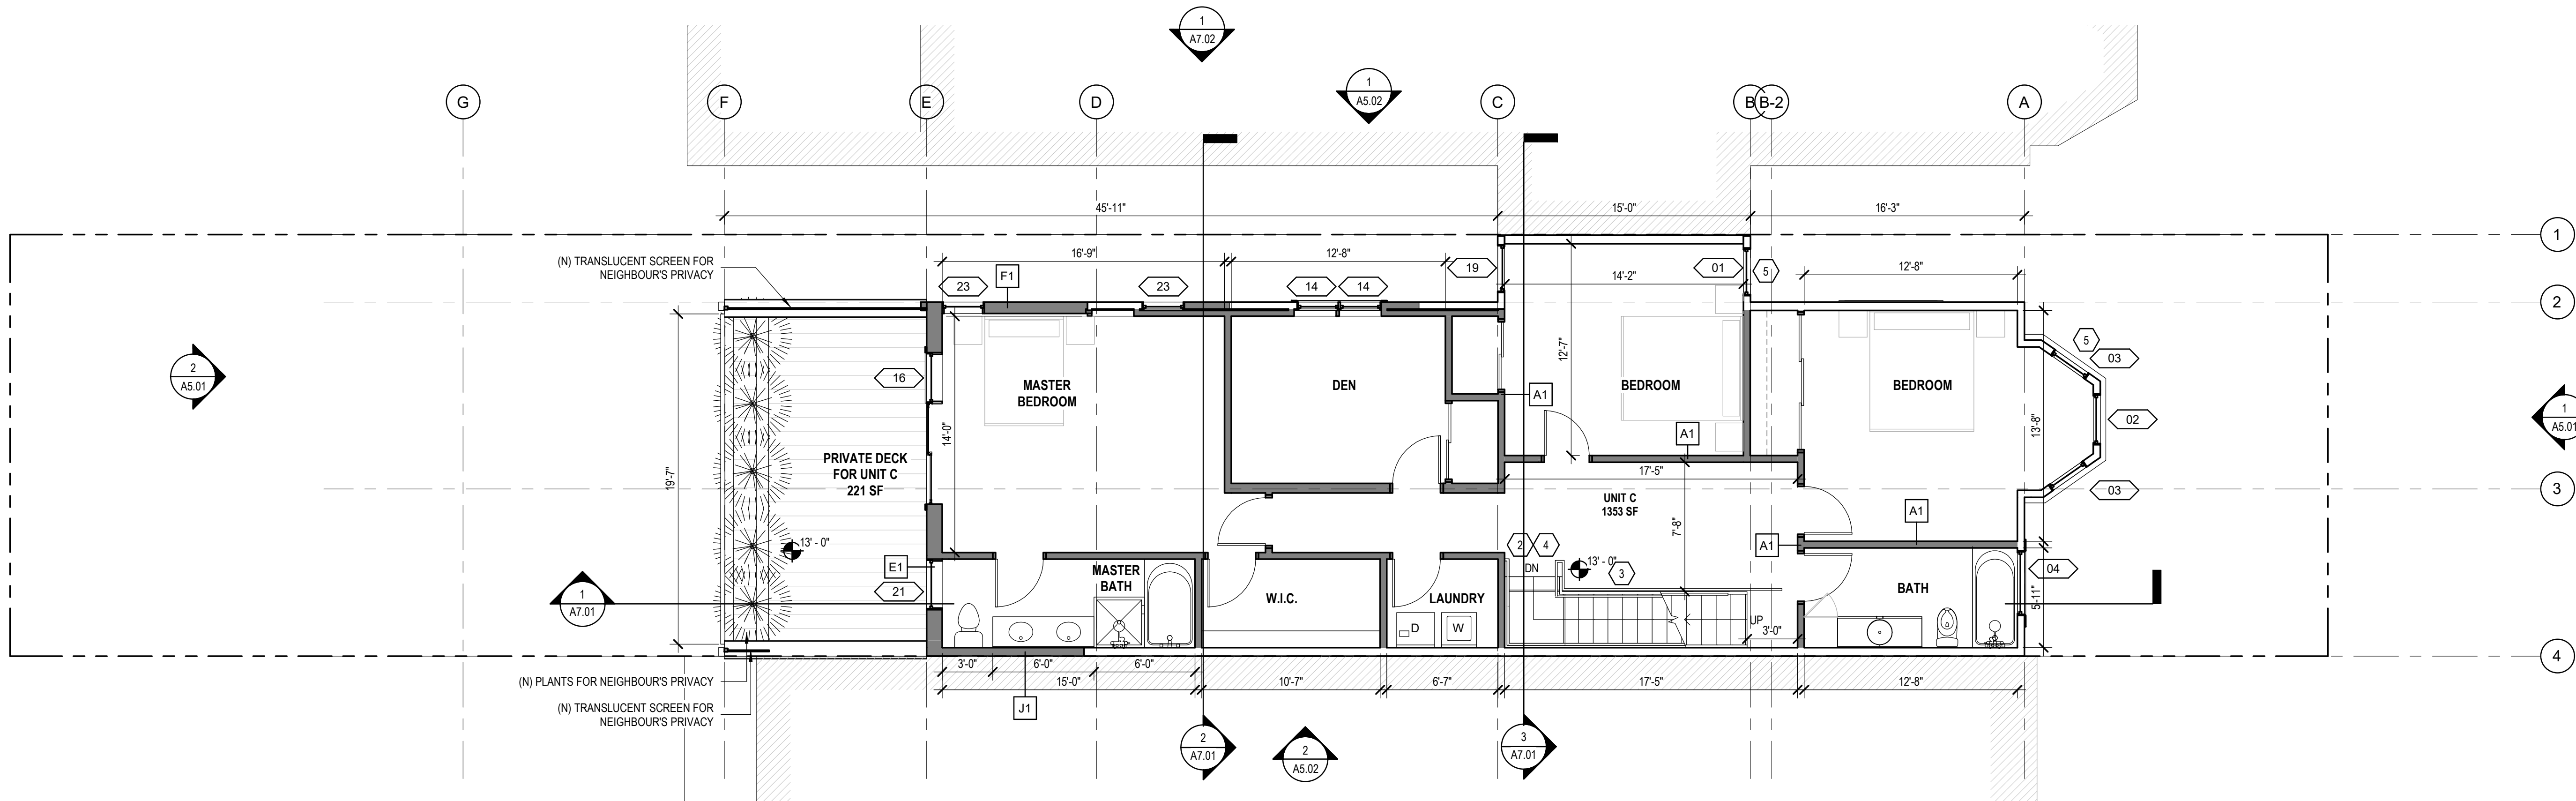 1
A7.02
1
A5.02
G
F
E
D
C
B
B-2
A
45'-11"
15'-0"
16'-3"
1
(N) TRANSLUCENT SCREEN FOR
NEIGHBOUR'S PRIVACY
16'-9"
12'-8"
14'-2"
12'-8"
23
F1
23
14
14
19
01
5
2
2
A5.01
16
MASTER
BEDROOM
DEN
12'-7"
BEDROOM
BEDROOM
5
03
02
03
1
A5.01
A1
A1
14'-0"
13'-8"
19'-7"
PRIVATE DECK
FOR UNIT C
221 SF
17'-5"
UNIT C
1353 SF
7'-8"
3
A1
A1
13' - 0"
2
4
13' - 0"
3
DN
E1
21
MASTER
BATH
W.I.C.
LAUNDRY
D
W
UP
3'-0"
BATH
04
5'-11"
1
A7.01
4
3'-0"
6'-0"
6'-0"
(N) PLANTS FOR NEIGHBOUR'S PRIVACY
15'-0"
10'-7"
6'-7"
17'-5"
12'-8"
(N) TRANSLUCENT SCREEN FOR
NEIGHBOUR'S PRIVACY
J1
2
A7.01
2
A5.02
3
A7.01